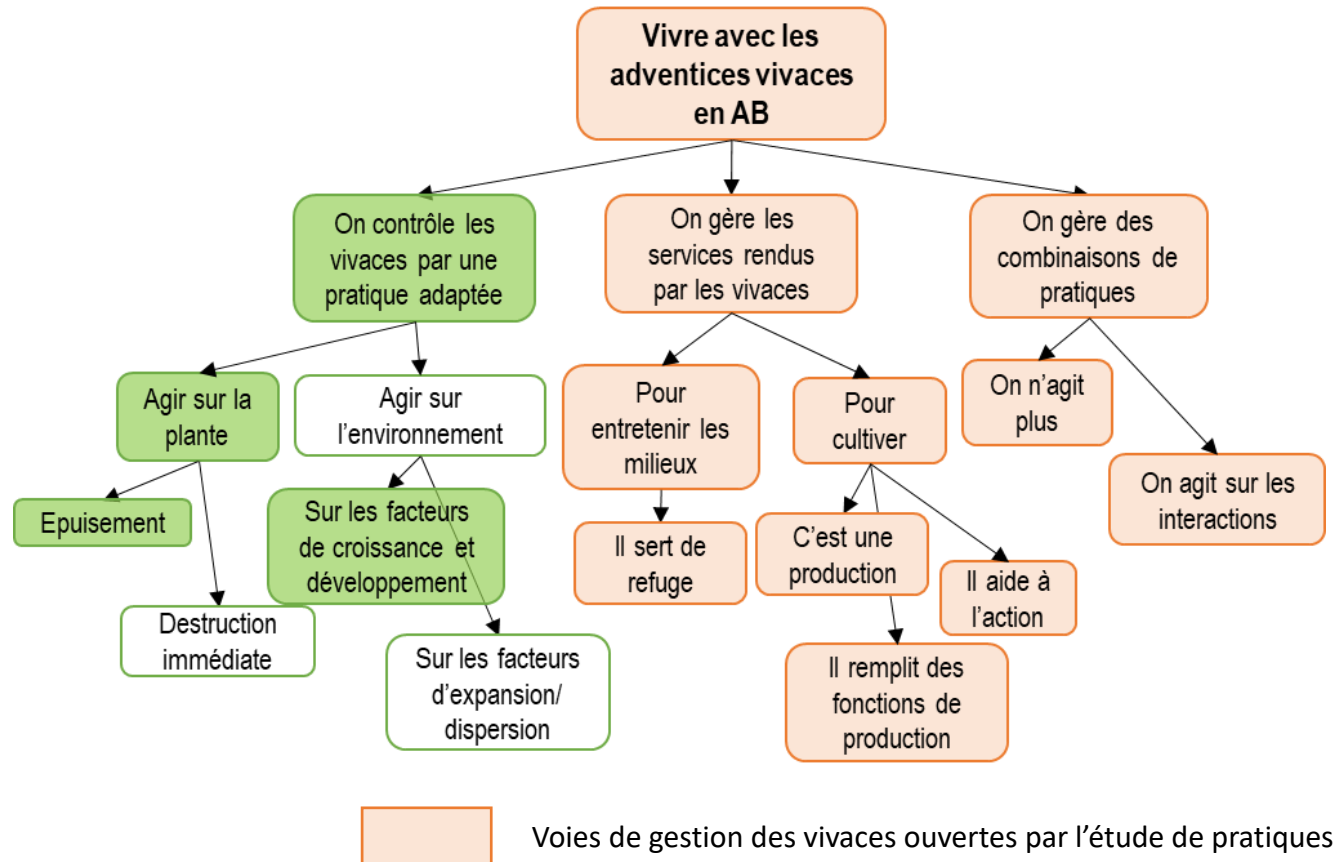 Vivre avec les
adventices vivaces
en AB
On contrôle les
vivaces par une
pratique adaptée
On gère les
services rendus
par les vivaces
On gère des
combinaisons de
pratiques
Agir sur la
plante
Agir sur
l'environnement
Pour
entretenir les
milieux
Pour
cultiver
On n'agit
plus
Epuisement
Destruction
immédiate
Sur les facteurs
de croissance et
développement
Sur les facteurs
d'expansion/
dispersion
Il sert de
refuge
C'est une
production
Il remplit des
fonctions de
production
Il aide à
l'action
On agit sur les
interactions
Voies de gestion des vivaces ouvertes par l'étude de pratiques